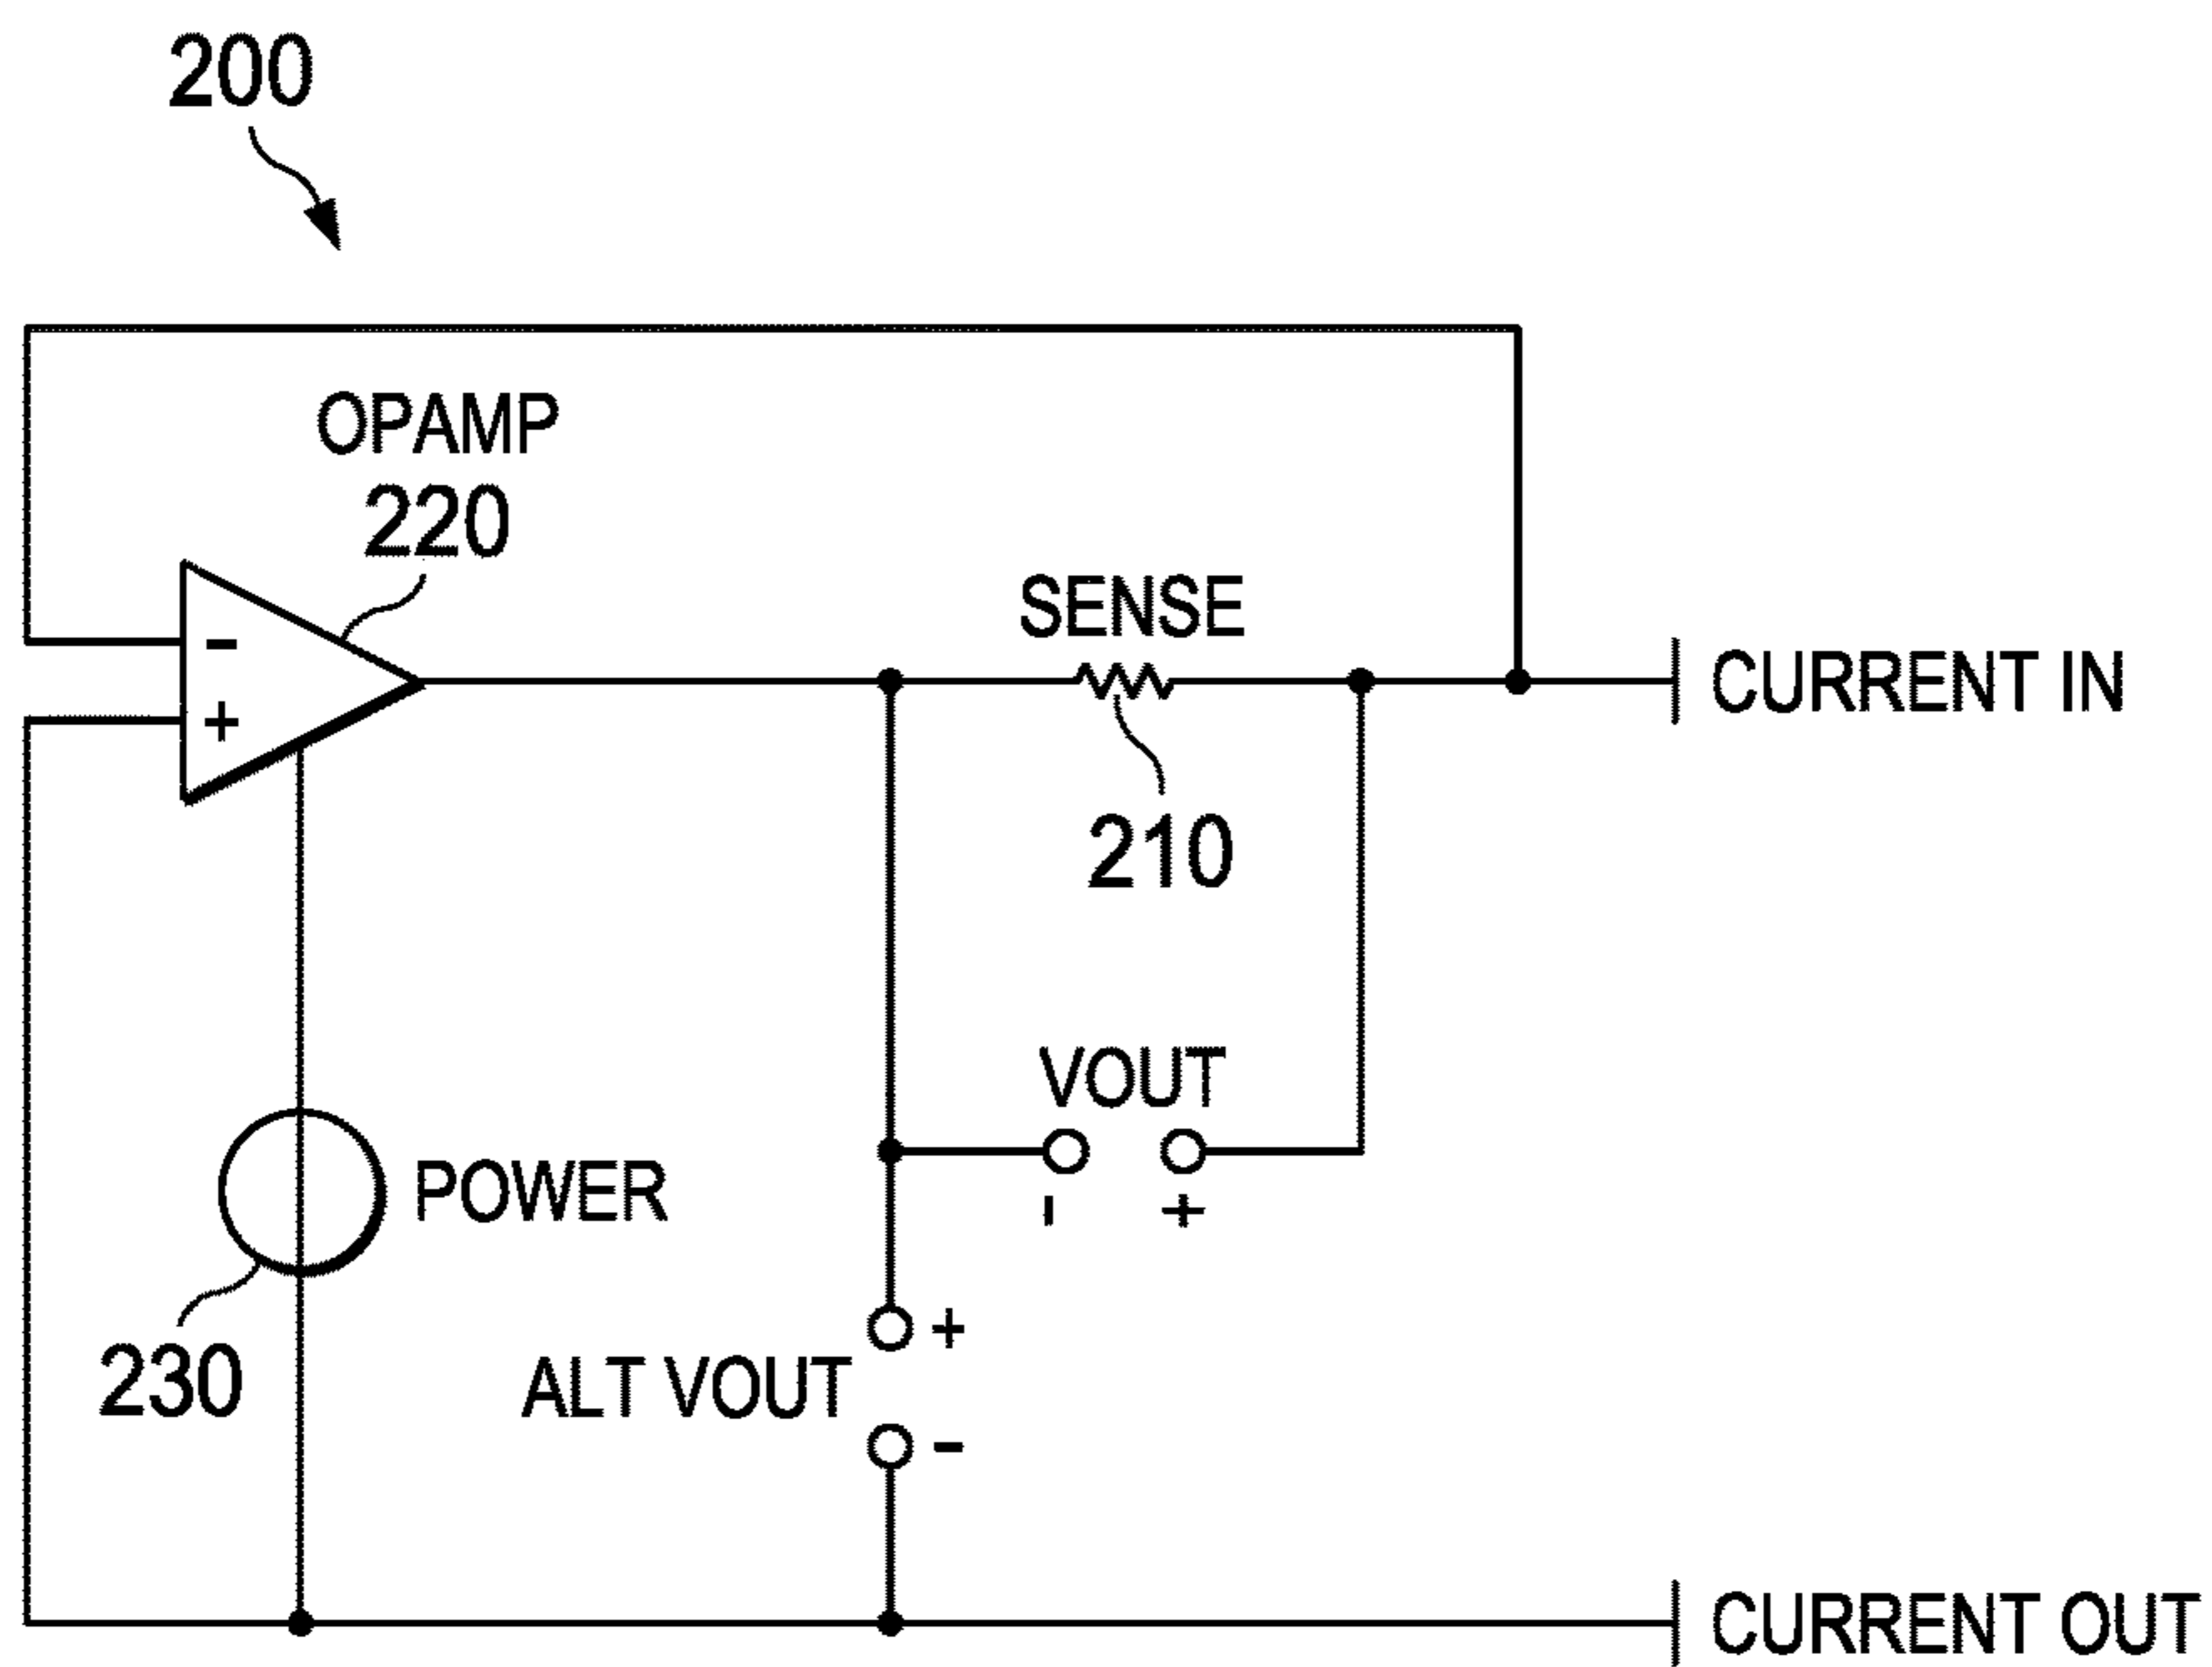 200
OPAMP
220
-
+
SENSE
210
CURRENT IN
VOUT
- +
POWER
230
+
ALT VOUT
-
CURRENT OUT